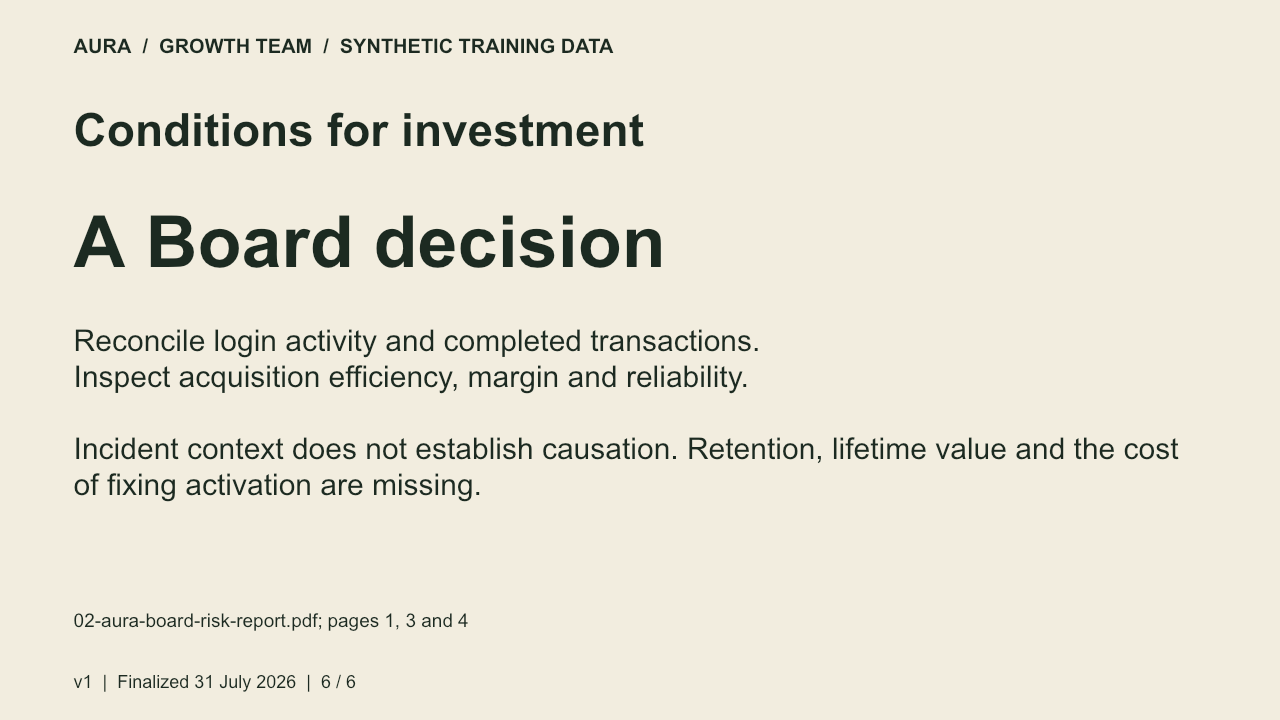 AURA / GROWTH TEAM / SYNTHETIC TRAINING DATA
Conditions for investment
A Board decision
Reconcile login activity and completed transactions.
Inspect acquisition efficiency, margin and reliability.
Incident context does not establish causation. Retention, lifetime value and the cost
of fixing activation are missing.
02-aura-board-risk-report.pdf; pages 1, 3 and 4
v1 | Finalized 31 July 2026 | 6 / 6